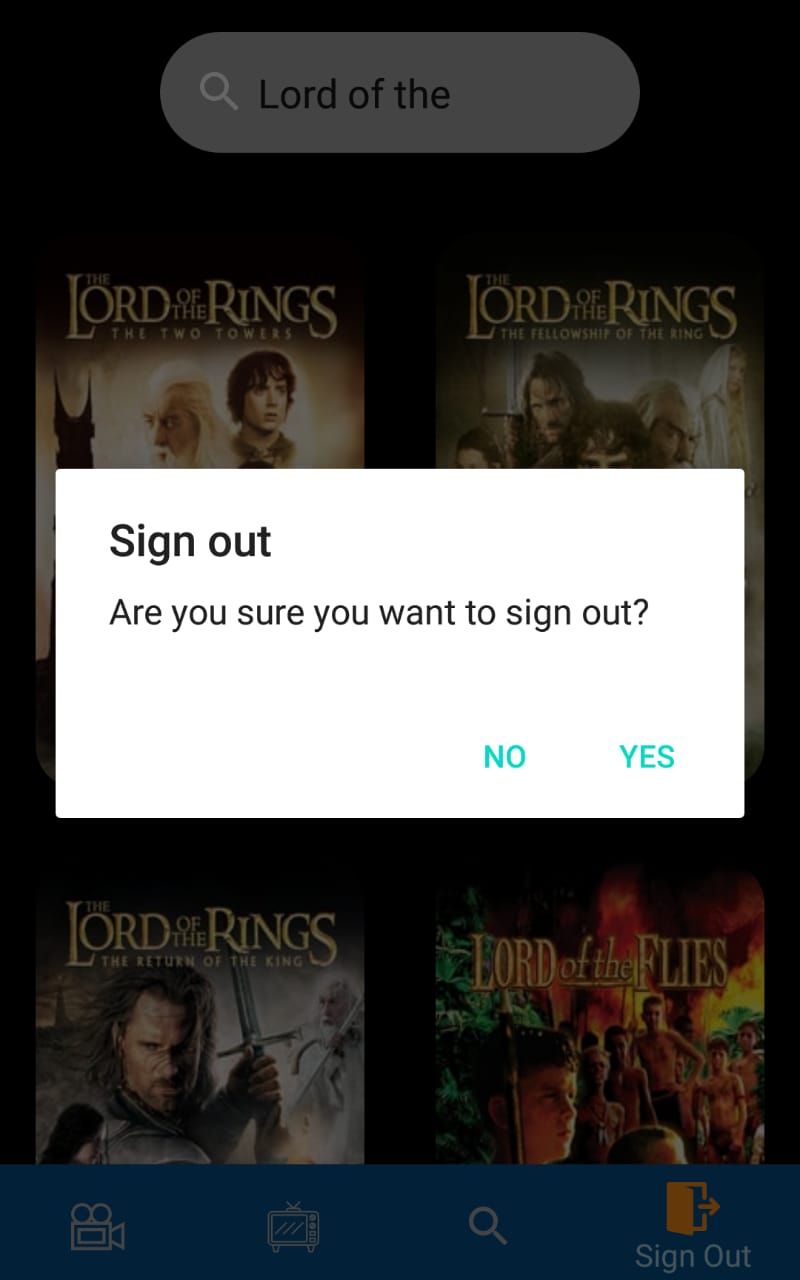 Lord of the
THE
LORD OF THE RINGS
THE TWO TOWERS
THE
LORD OF THE RINGS
THE FELLOWSHIP OF THE RING
Sign out
Are you sure you want to sign out?
NO YES
THE
LORD OF THE RINGS
THE RETURN OF THE KING
LORD of the FLIES
Sign Out